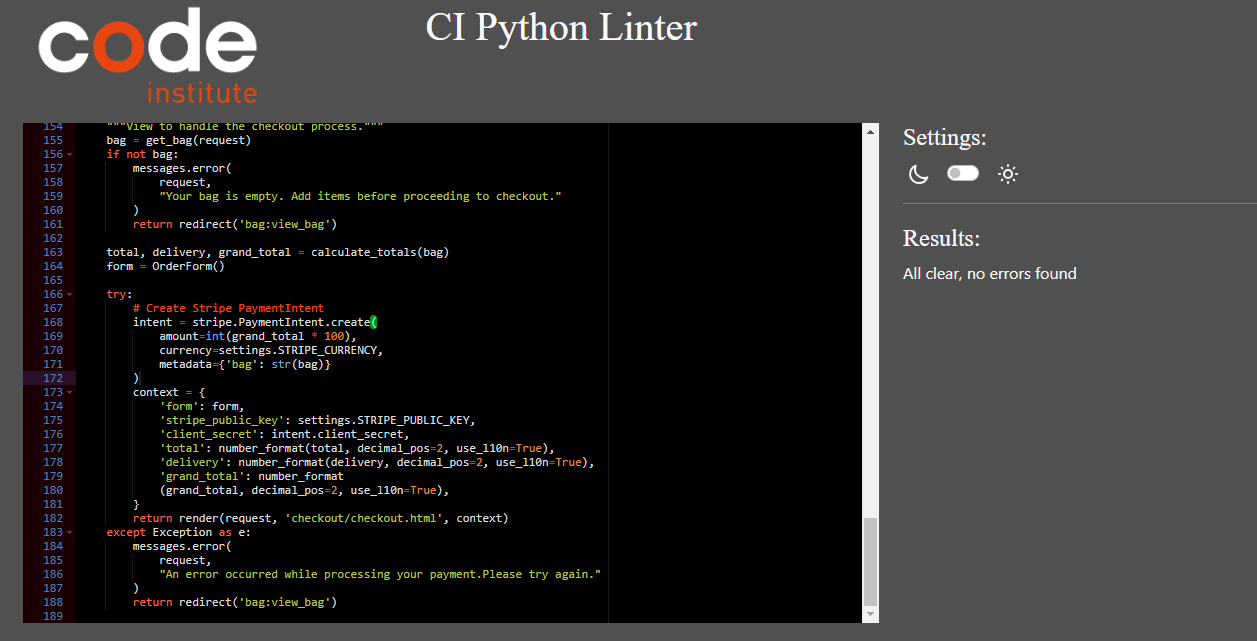 code
institute
CI Python Linter
154 """View to handle the checkout process."""
155 bag = get_bag(request)
156 if not bag:
157 messages.error(
158 request,
159 "Your bag is empty. Add items before proceeding to checkout."
160 )
161 return redirect('bag:view_bag')
162
163 total, delivery, grand_total = calculate_totals(bag)
164 form = OrderForm()
165
166 try:
167 # Create Stripe PaymentIntent
168 intent = stripe.PaymentIntent.create(
169 amount=int(grand_total * 100),
170 currency=settings.STRIPE_CURRENCY,
171 metadata={'bag': str(bag)}
172 )
173 context = {
174 'form': form,
175 'stripe_public_key': settings.STRIPE_PUBLIC_KEY,
176 'client_secret': intent.client_secret,
177 'total': number_format(total, decimal_pos=2, use_l10n=True),
178 'delivery': number_format(delivery, decimal_pos=2, use_l10n=True),
179 'grand_total': number_format
180 (grand_total, decimal_pos=2, use_l10n=True),
181 }
182 return render(request, 'checkout/checkout.html', context)
183 except Exception as e:
184 messages.error(
185 request,
186 "An error occurred while processing your payment.Please try again."
187 )
188 return redirect('bag:view_bag')
189
Settings:
Results:
All clear, no errors found